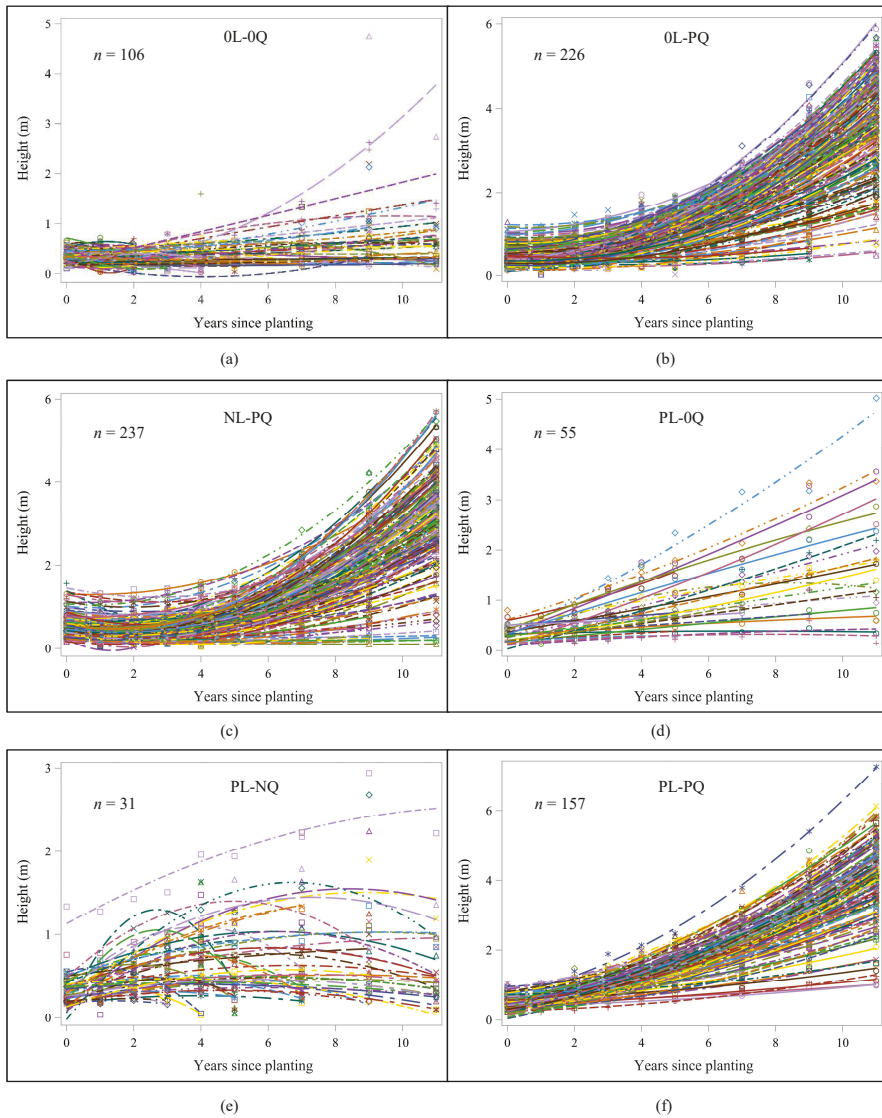 0L-0Q
n = 106
5
4
3
2
1
0
Height (m)
0 2 4 6 8 10
Years since planting
(a)
0L-PQ
n = 226
6
4
2
0
Height (m)
0 2 4 6 8 10
Years since planting
(b)
NL-PQ
n = 237
6
4
2
0
Height (m)
0 2 4 6 8 10
Years since planting
(c)
PL-0Q
n = 55
5
4
3
2
1
0
Height (m)
0 2 4 6 8 10
Years since planting
(d)
PL-NQ
n = 31
3
2
1
0
Height (m)
0 2 4 6 8 10
Years since planting
(e)
PL-PQ
n = 157
6
4
2
0
Height (m)
0 2 4 6 8 10
Years since planting
(f)